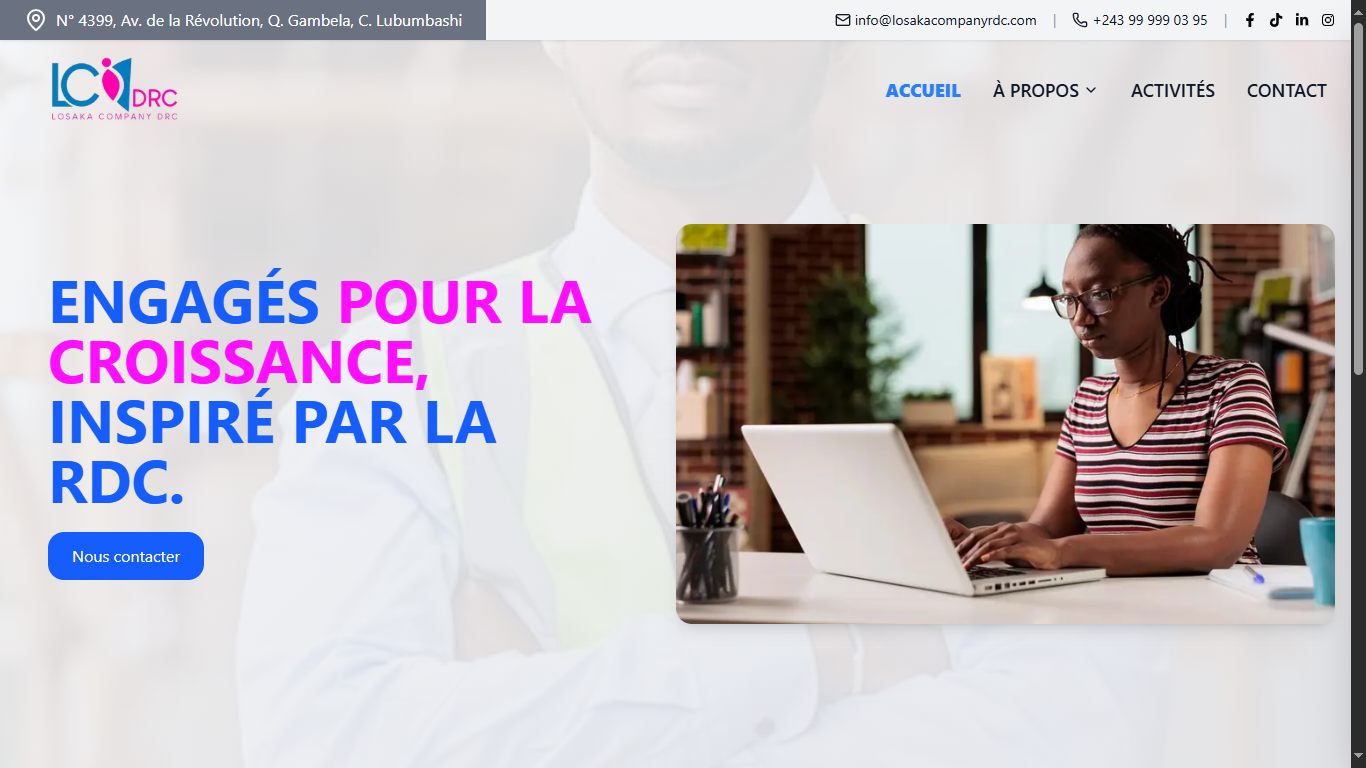 N° 4399, Av. de la Révolution, Q. Gambela, C. Lubumbashi
info@losakacompanyrdc.com | +243 99 999 03 95 |
LC DRC
LOSAKA COMPANY DRC
ACCUEIL À PROPOS ACTIVITÉS CONTACT
ENGAGÉS POUR LA
CROISSANCE,
INSPIRÉ PAR LA
RDC.
Nous contacter